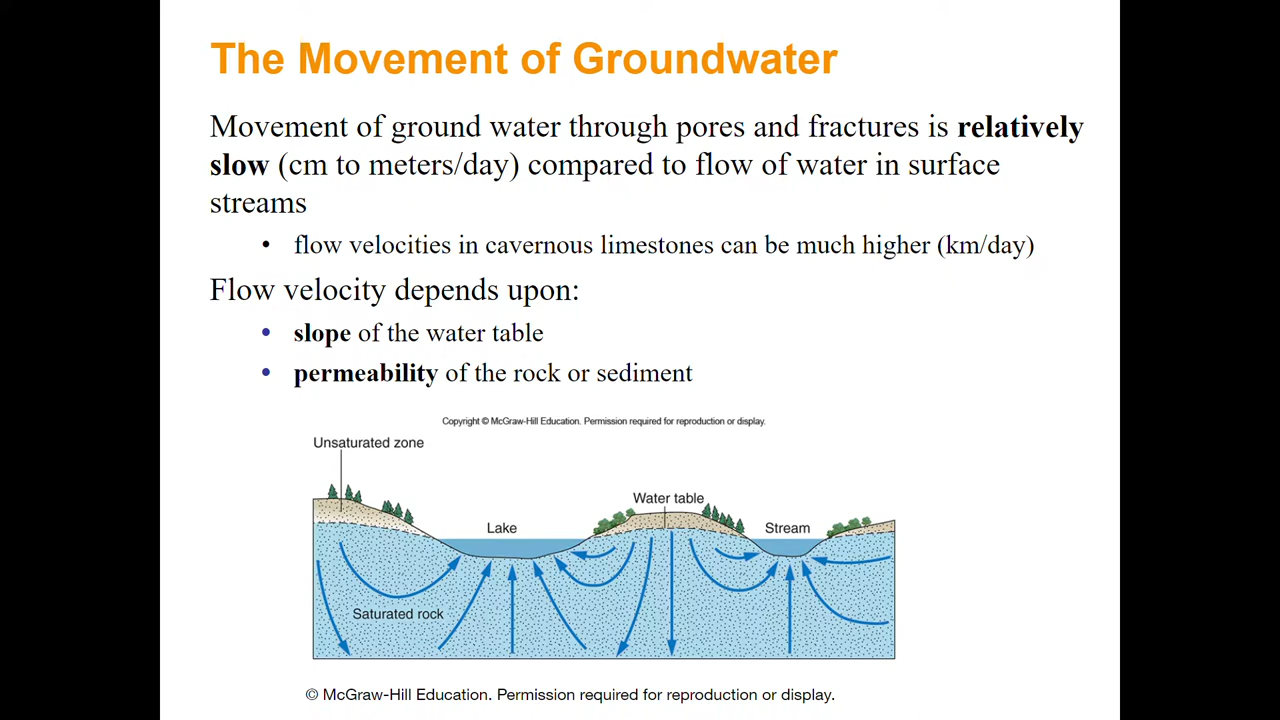 The Movement of Groundwater
Movement of ground water through pores and fractures is relatively
slow (cm to meters/day) compared to flow of water in surface
streams
• flow velocities in cavernous limestones can be much higher (km/day)
Flow velocity depends upon:
• slope of the water table
• permeability of the rock or sediment
Copyright © McGraw-Hill Education. Permission required for reproduction or display.
Unsaturated zone
Water table
Lake
Stream
Saturated rock
© McGraw-Hill Education. Permission required for reproduction or display.